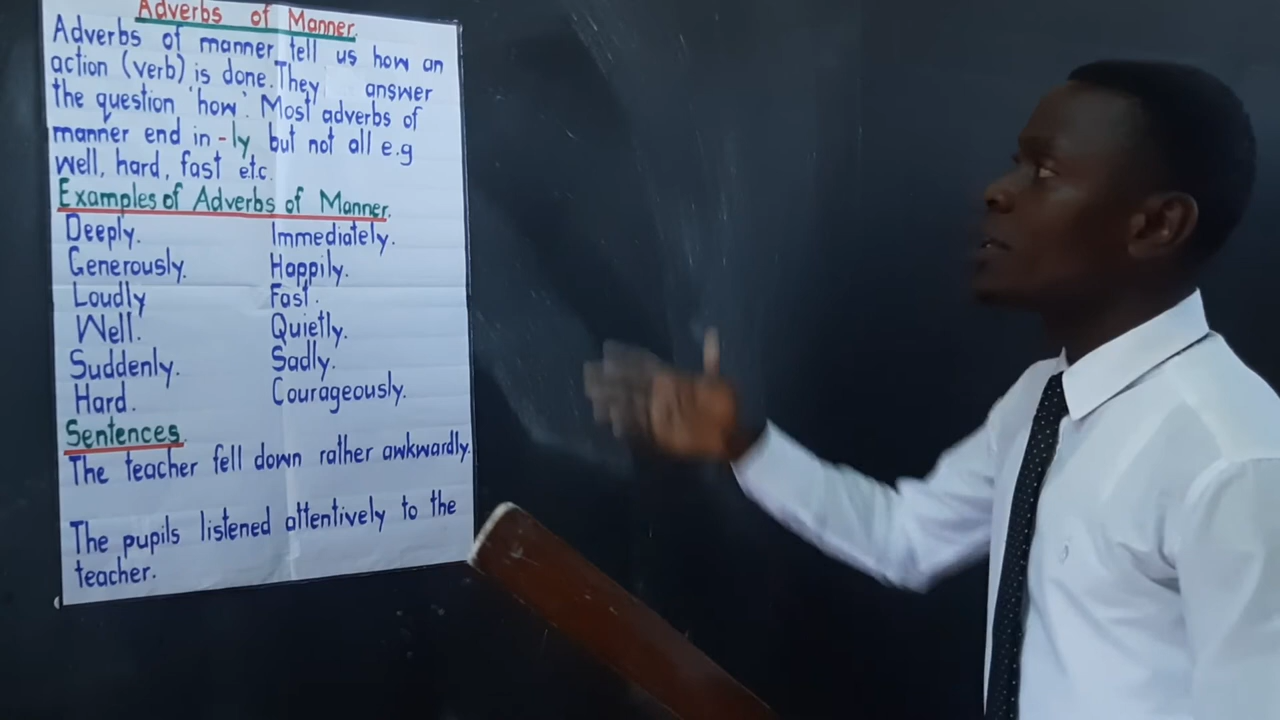 Adverbs of Manner.
Adverbs of manner tell us how an
action (verb) is done. They answer
the question 'how'. Most adverbs of
manner end in -ly but not all e.g
well, hard, fast e.t.c.
Examples of Adverbs of Manner.
Deeply. Immediately.
Generously. Happily.
Loudly Fast.
Well. Quietly.
Suddenly. Sadly.
Hard. Courageously.
Sentences.
The teacher fell down rather awkwardly.
The pupils listened attentively to the
teacher.